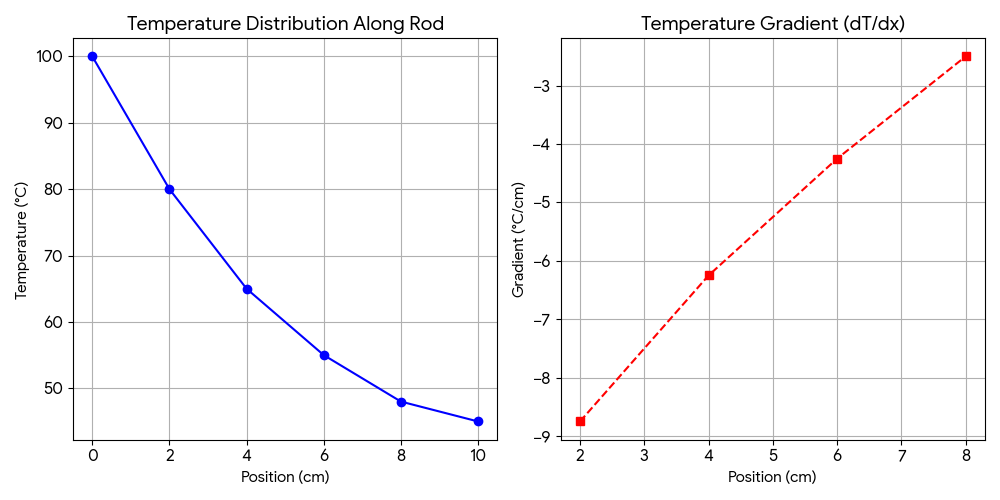 Temperature Distribution Along Rod
Temperature (°C)
100
90
80
70
60
50
0 2 4 6 8 10
Position (cm)
Temperature Gradient (dT/dx)
Gradient (°C/cm)
−3
−4
−5
−6
−7
−8
−9
2 3 4 5 6 7 8
Position (cm)